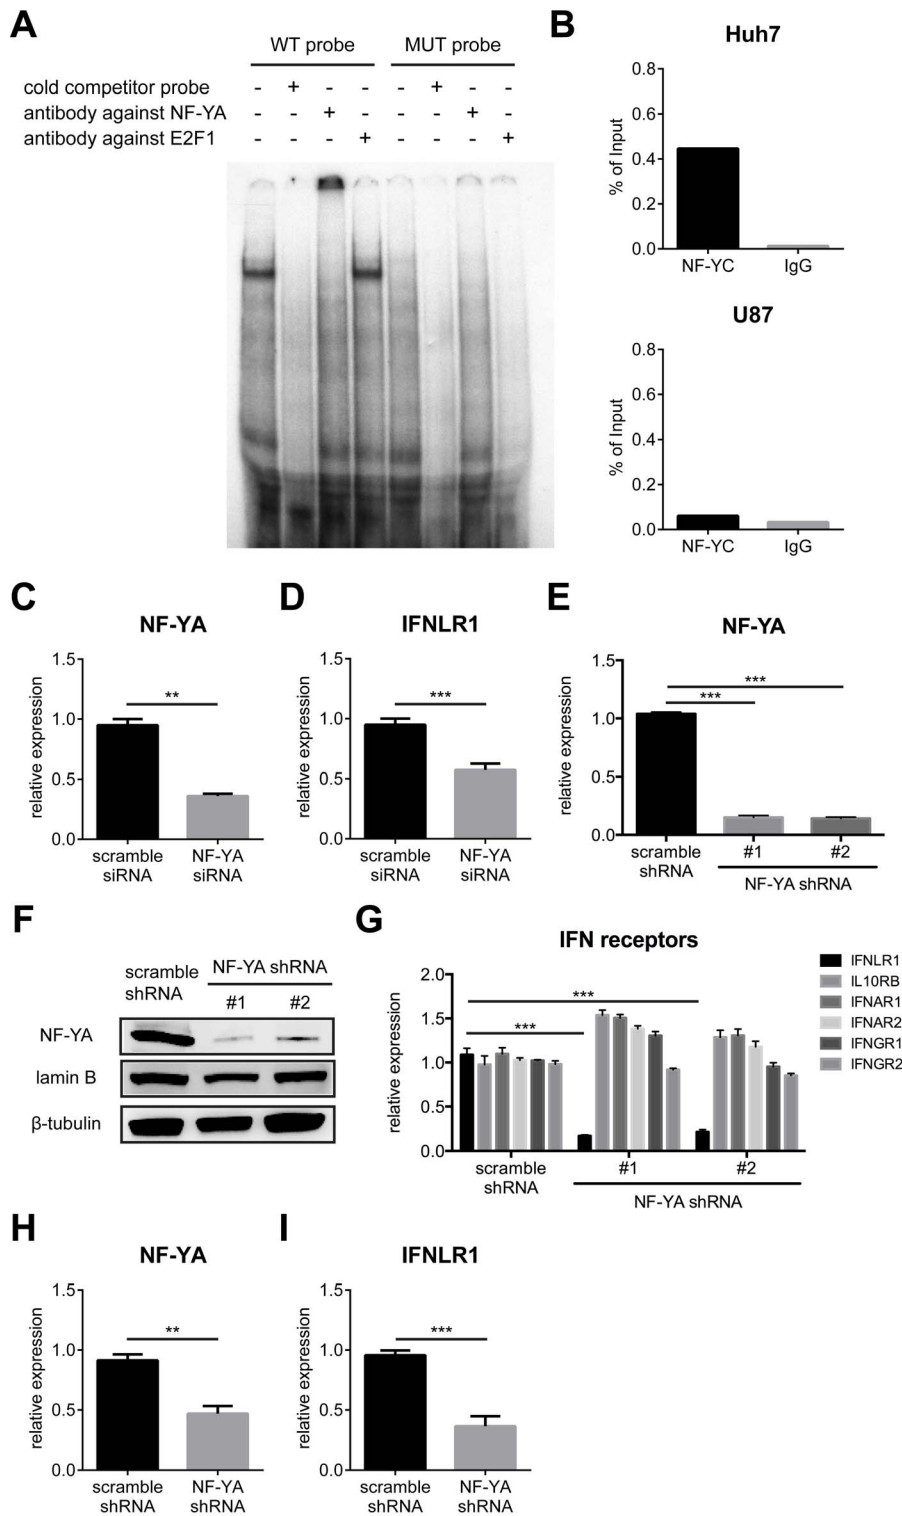 A
WT probe MUT probe
cold competitor probe - + - - - + - -
antibody against NF-YA - - + - - - + -
antibody against E2F1 - - - + - - - +
B
Huh7
% of Input
0.8
0.6
0.4
0.2
0.0
NF-YC IgG
U87
% of Input
0.8
0.6
0.4
0.2
0.0
NF-YC IgG
C
NF-YA
relative expression
1.5
1.0
0.5
0.0
**
scramble siRNA
NF-YA siRNA
D
IFNLR1
relative expression
1.5
1.0
0.5
0.0
***
scramble siRNA
NF-YA siRNA
E
NF-YA
relative expression
1.5
1.0
0.5
0.0
***
***
scramble shRNA
#1 #2
NF-YA shRNA
F
scramble shRNA
NF-YA shRNA
#1 #2
NF-YA
lamin B
β-tubulin
G
IFN receptors
relative expression
2.0
1.5
1.0
0.5
0.0
***
***
scramble shRNA
#1 #2
NF-YA shRNA
IFNLR1
IL10RB
IFNAR1
IFNAR2
IFNGR1
IFNGR2
H
NF-YA
relative expression
1.5
1.0
0.5
0.0
**
scramble shRNA
NF-YA shRNA
I
IFNLR1
relative expression
1.5
1.0
0.5
0.0
***
scramble shRNA
NF-YA shRNA